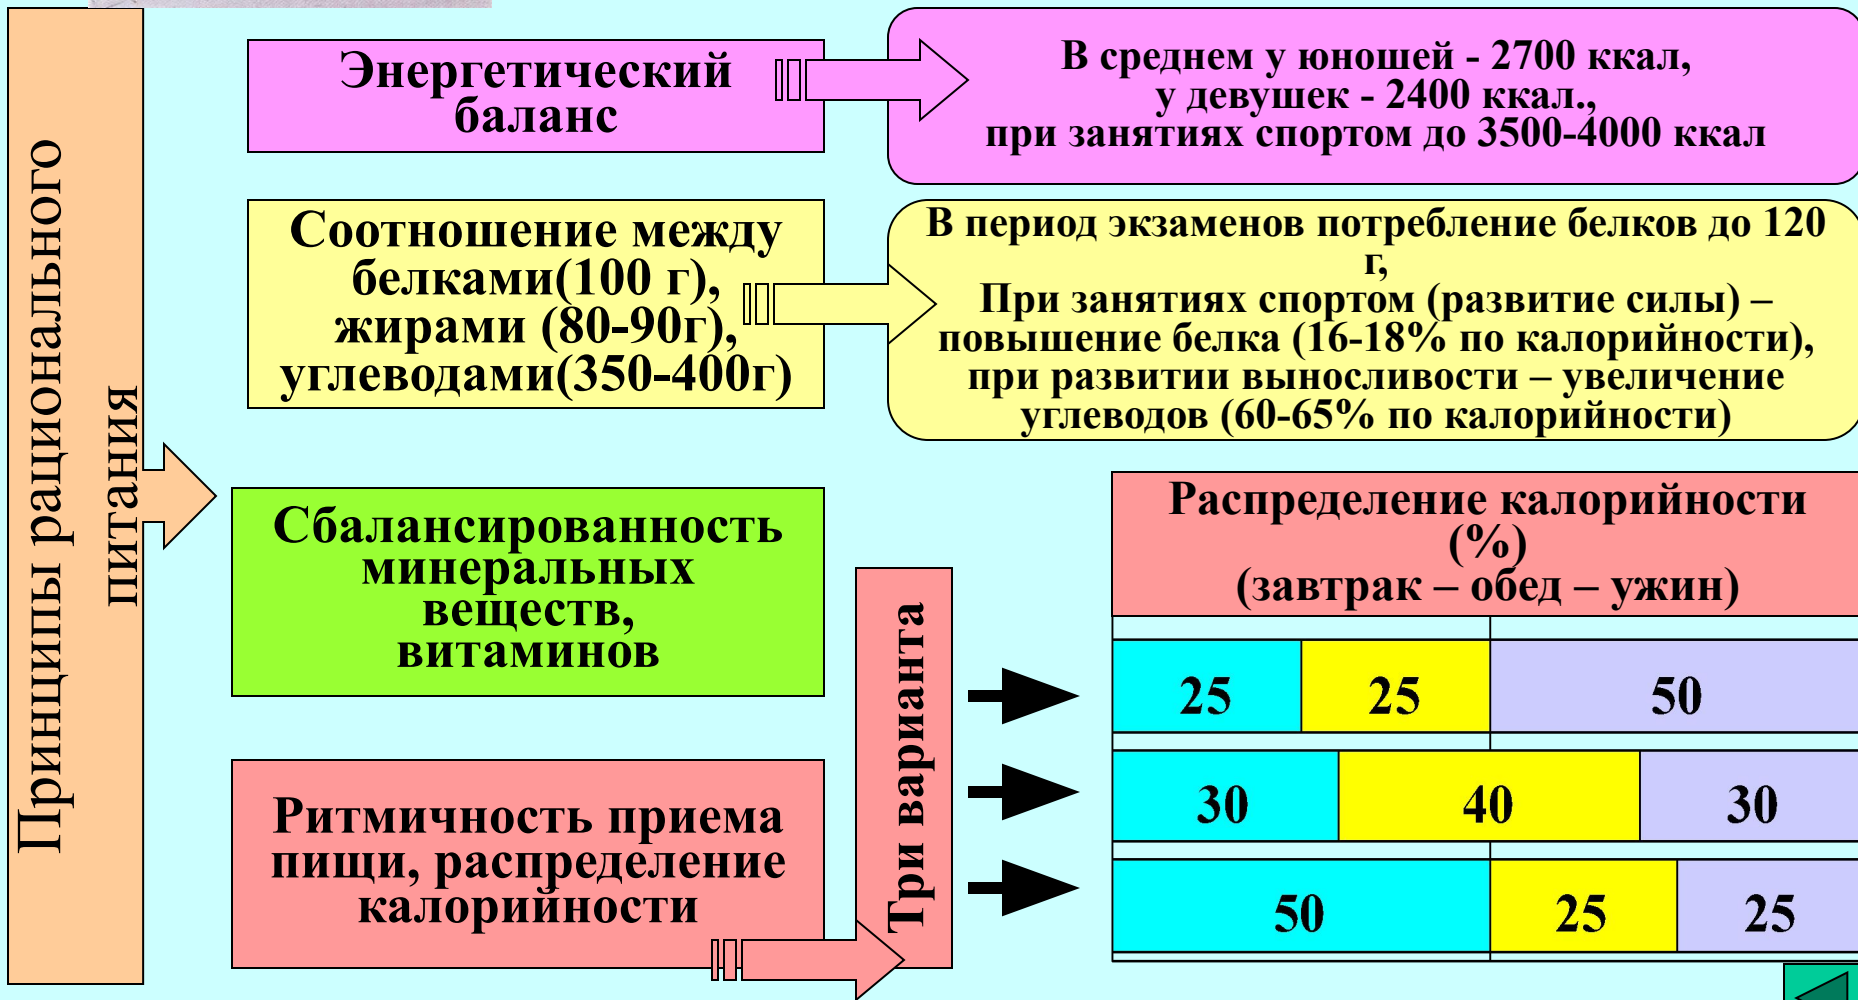 Принципы рационального
питания
Энергетический
баланс
В среднем у юношей - 2700 ккал,
у девушек - 2400 ккал.,
при занятиях спортом до 3500-4000 ккал
Соотношение между
белками(100 г),
жирами (80-90г),
углеводами(350-400г)
В период экзаменов потребление белков до 120
г,
При занятиях спортом (развитие силы) –
повышение белка (16-18% по калорийности),
при развитии выносливости – увеличение
углеводов (60-65% по калорийности)
Сбалансированность
минеральных
веществ,
витаминов
Ритмичность приема
пищи, распределение
калорийности
Три варианта
Распределение калорийности
(%)
(завтрак – обед – ужин)
25 25 50
30 40 30
50 25 25